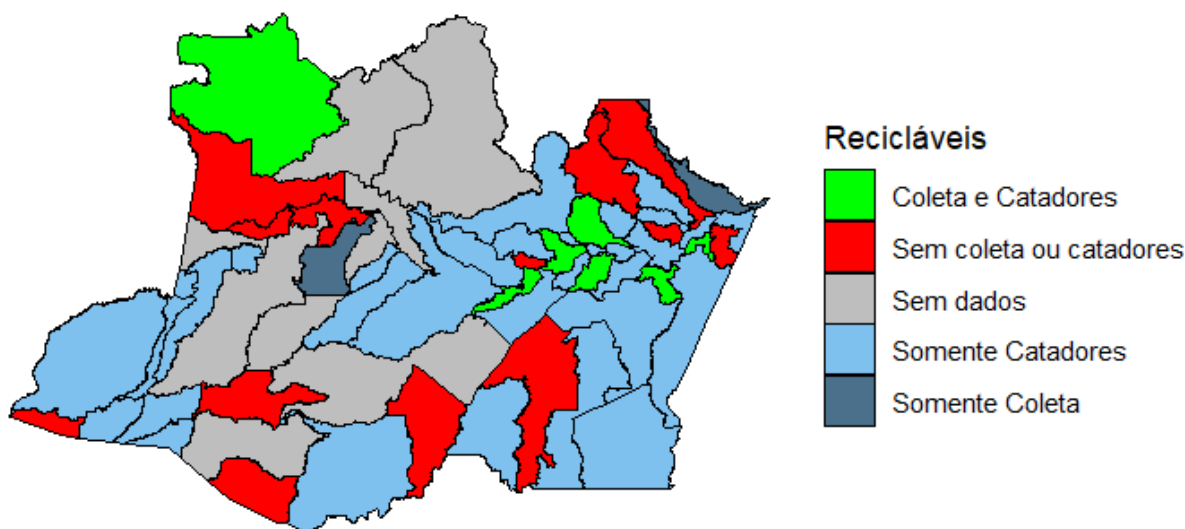 Recicláveis
Coleta e Catadores
Sem coleta ou catadores
Sem dados
Somente Catadores
Somente Coleta